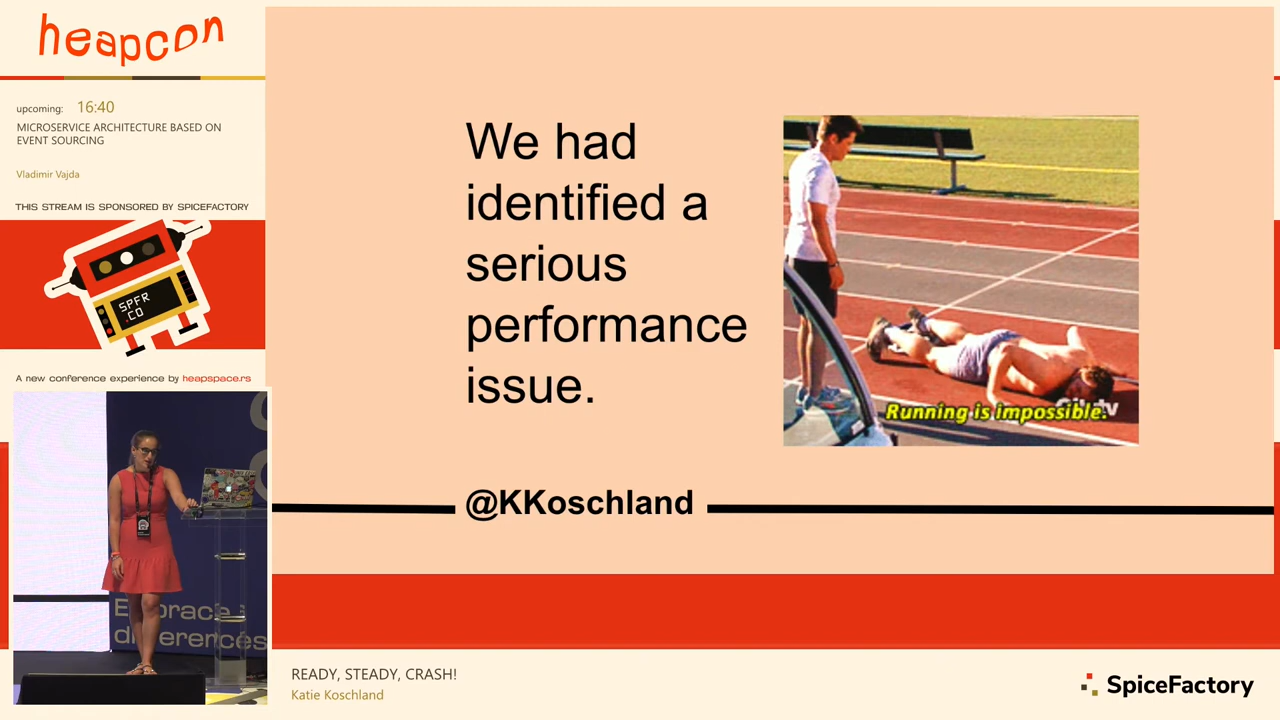 heapcon
upcoming: 16:40
MICROSERVICE ARCHITECTURE BASED ON
EVENT SOURCING
Vladimir Vajda
THIS STREAM IS SPONSORED BY SPICEFACTORY
SPFR
.CO
A new conference experience by heapspace.rs
We had
identified a
serious
performance
issue.
Running is impossible.
@KKoschland
Embrace
differences
READY, STEADY, CRASH!
Katie Koschland
SpiceFactory